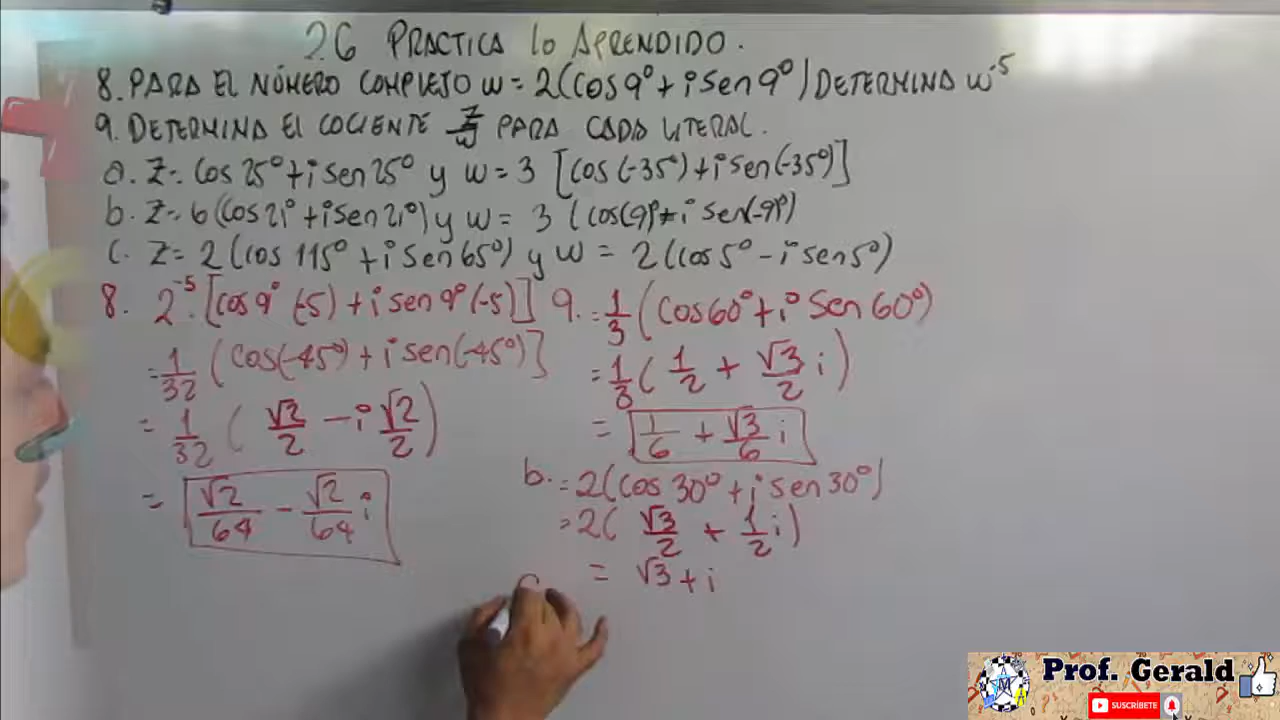 2.6 PRACTICA lo APRENDIDO.
8. PARA EL NÚMERO COMPLEJO w = 2(cos 9° + i sen 9°) DETERMINA w⁻⁵
9. DETERMINA El COCIENTE z/w PARA CADA LITERAL.
a. z = cos 25° + i sen 25° y w = 3 [cos(-35°) + i sen(-35°)]
b. z = 6(cos 21° + i sen 21°) y w = 3 (cos(-9)° + i sen(-9)°)
c. z = 2(cos 115° + i sen 65°) y w = 2(cos 5° - i sen 5°)
8. 2⁻⁵ [cos 9° (-5) + i sen 9° (-5)]
= 1/32 (cos(-45°) + i sen(-45°)]
= 1/32 ( √2/2 - i √2/2 )
= √2/64 - √2/64 i
9. = 1/3 (cos 60° + i sen 60°)
= 1/3 ( 1/2 + √3/2 i )
= 1/6 + √3/6 i
b. = 2(cos 30° + i sen 30°)
= 2( √3/2 + 1/2 i )
= √3 + i
Prof. Gerald
SUSCRÍBETE